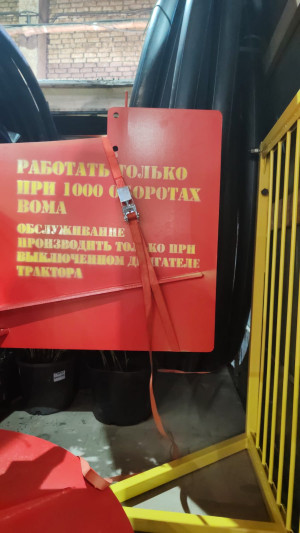 РАБОТАТЬ ТОЛЬКО
ПРИ 1000 ОБОРОТАХ
ВОМА
ОБСЛУЖИВАНИЕ
ПРОИЗВОДИТЬ ТОЛЬКО ПРИ
ВЫКЛЮЧЕННОМ ДВИГАТЕЛЕ
ТРАКТОРА